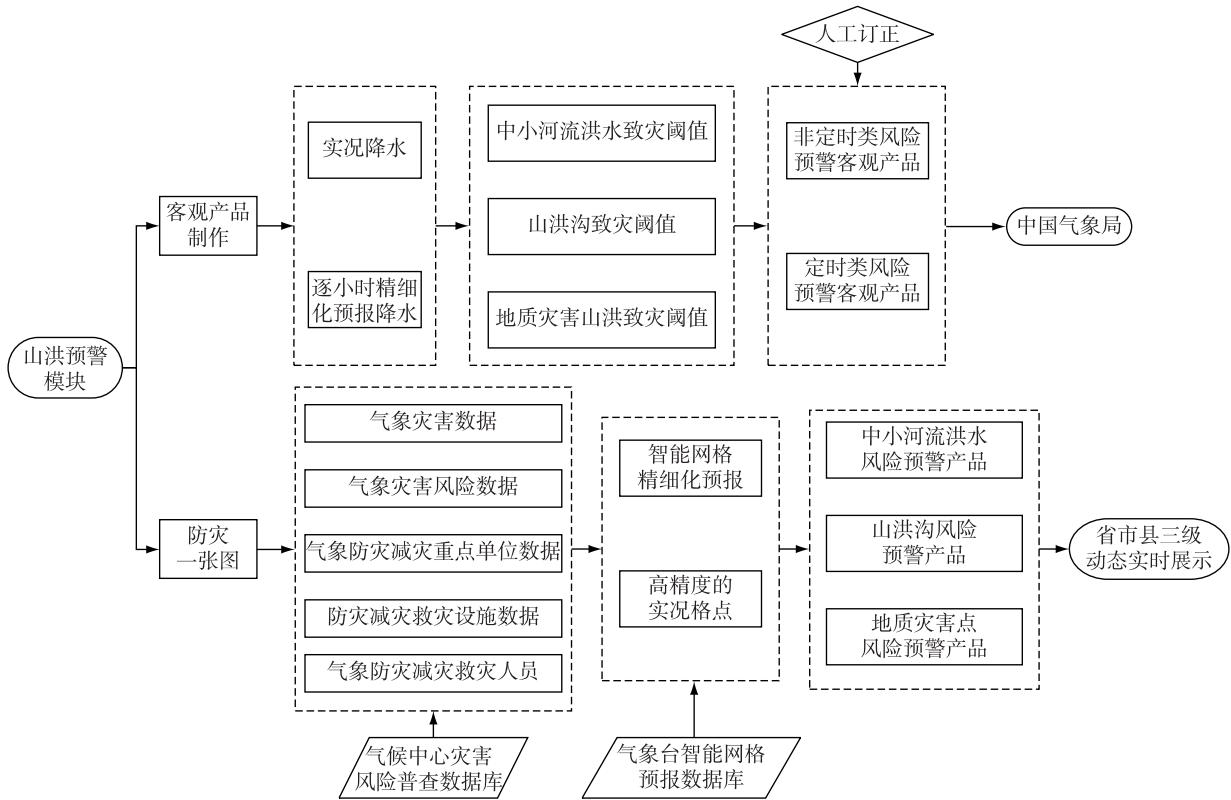 人工订正
实况降水
逐小时精细
化预报降水
中小河流洪水致灾阈值
山洪沟致灾阈值
地质灾害山洪致灾阈值
非定时类风险
预警客观产品
定时类风险
预警客观产品
客观产品
制作
中国气象局
山洪预警
模块
防灾
一张图
气象灾害数据
气象灾害风险数据
气象防灾减灾重点单位数据
防灾减灾救灾设施数据
气象防灾减灾救灾人员
智能网格
精细化预报
高精度的
实况格点
中小河流洪水
风险预警产品
山洪沟风险
预警产品
地质灾害点
风险预警产品
省市县三级
动态实时展示
气候中心灾害
风险普查数据库
气象台智能网格
预报数据库